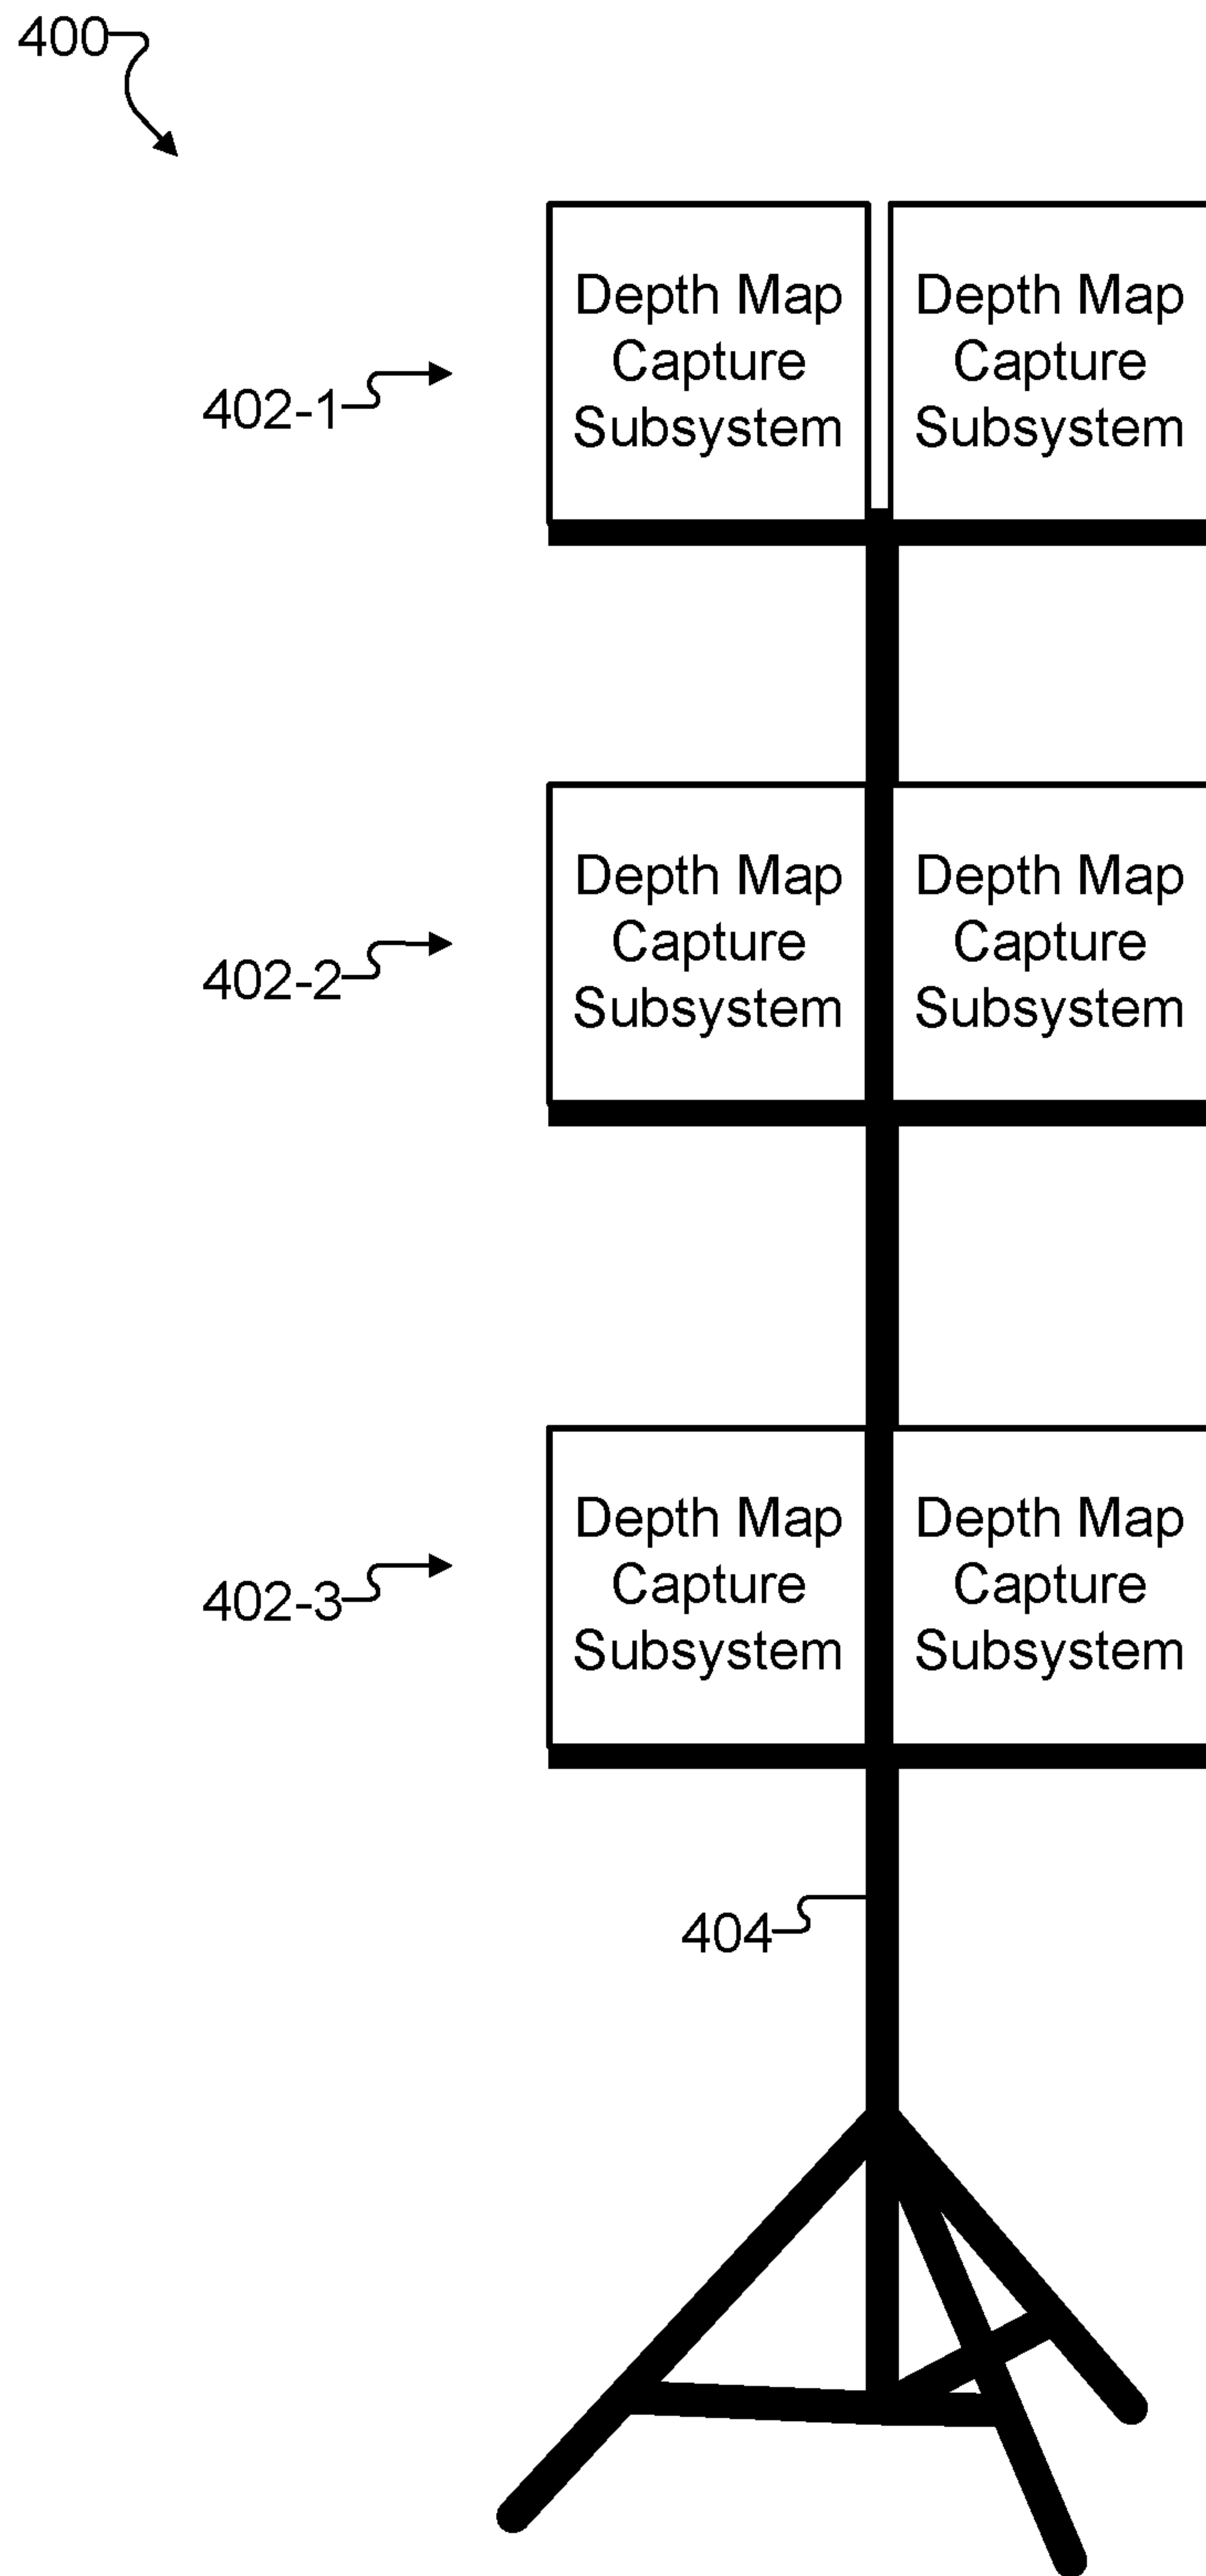 400
Depth Map
Capture
Subsystem
Depth Map
Capture
Subsystem
402-1
Depth Map
Capture
Subsystem
Depth Map
Capture
Subsystem
402-2
Depth Map
Capture
Subsystem
Depth Map
Capture
Subsystem
402-3
404